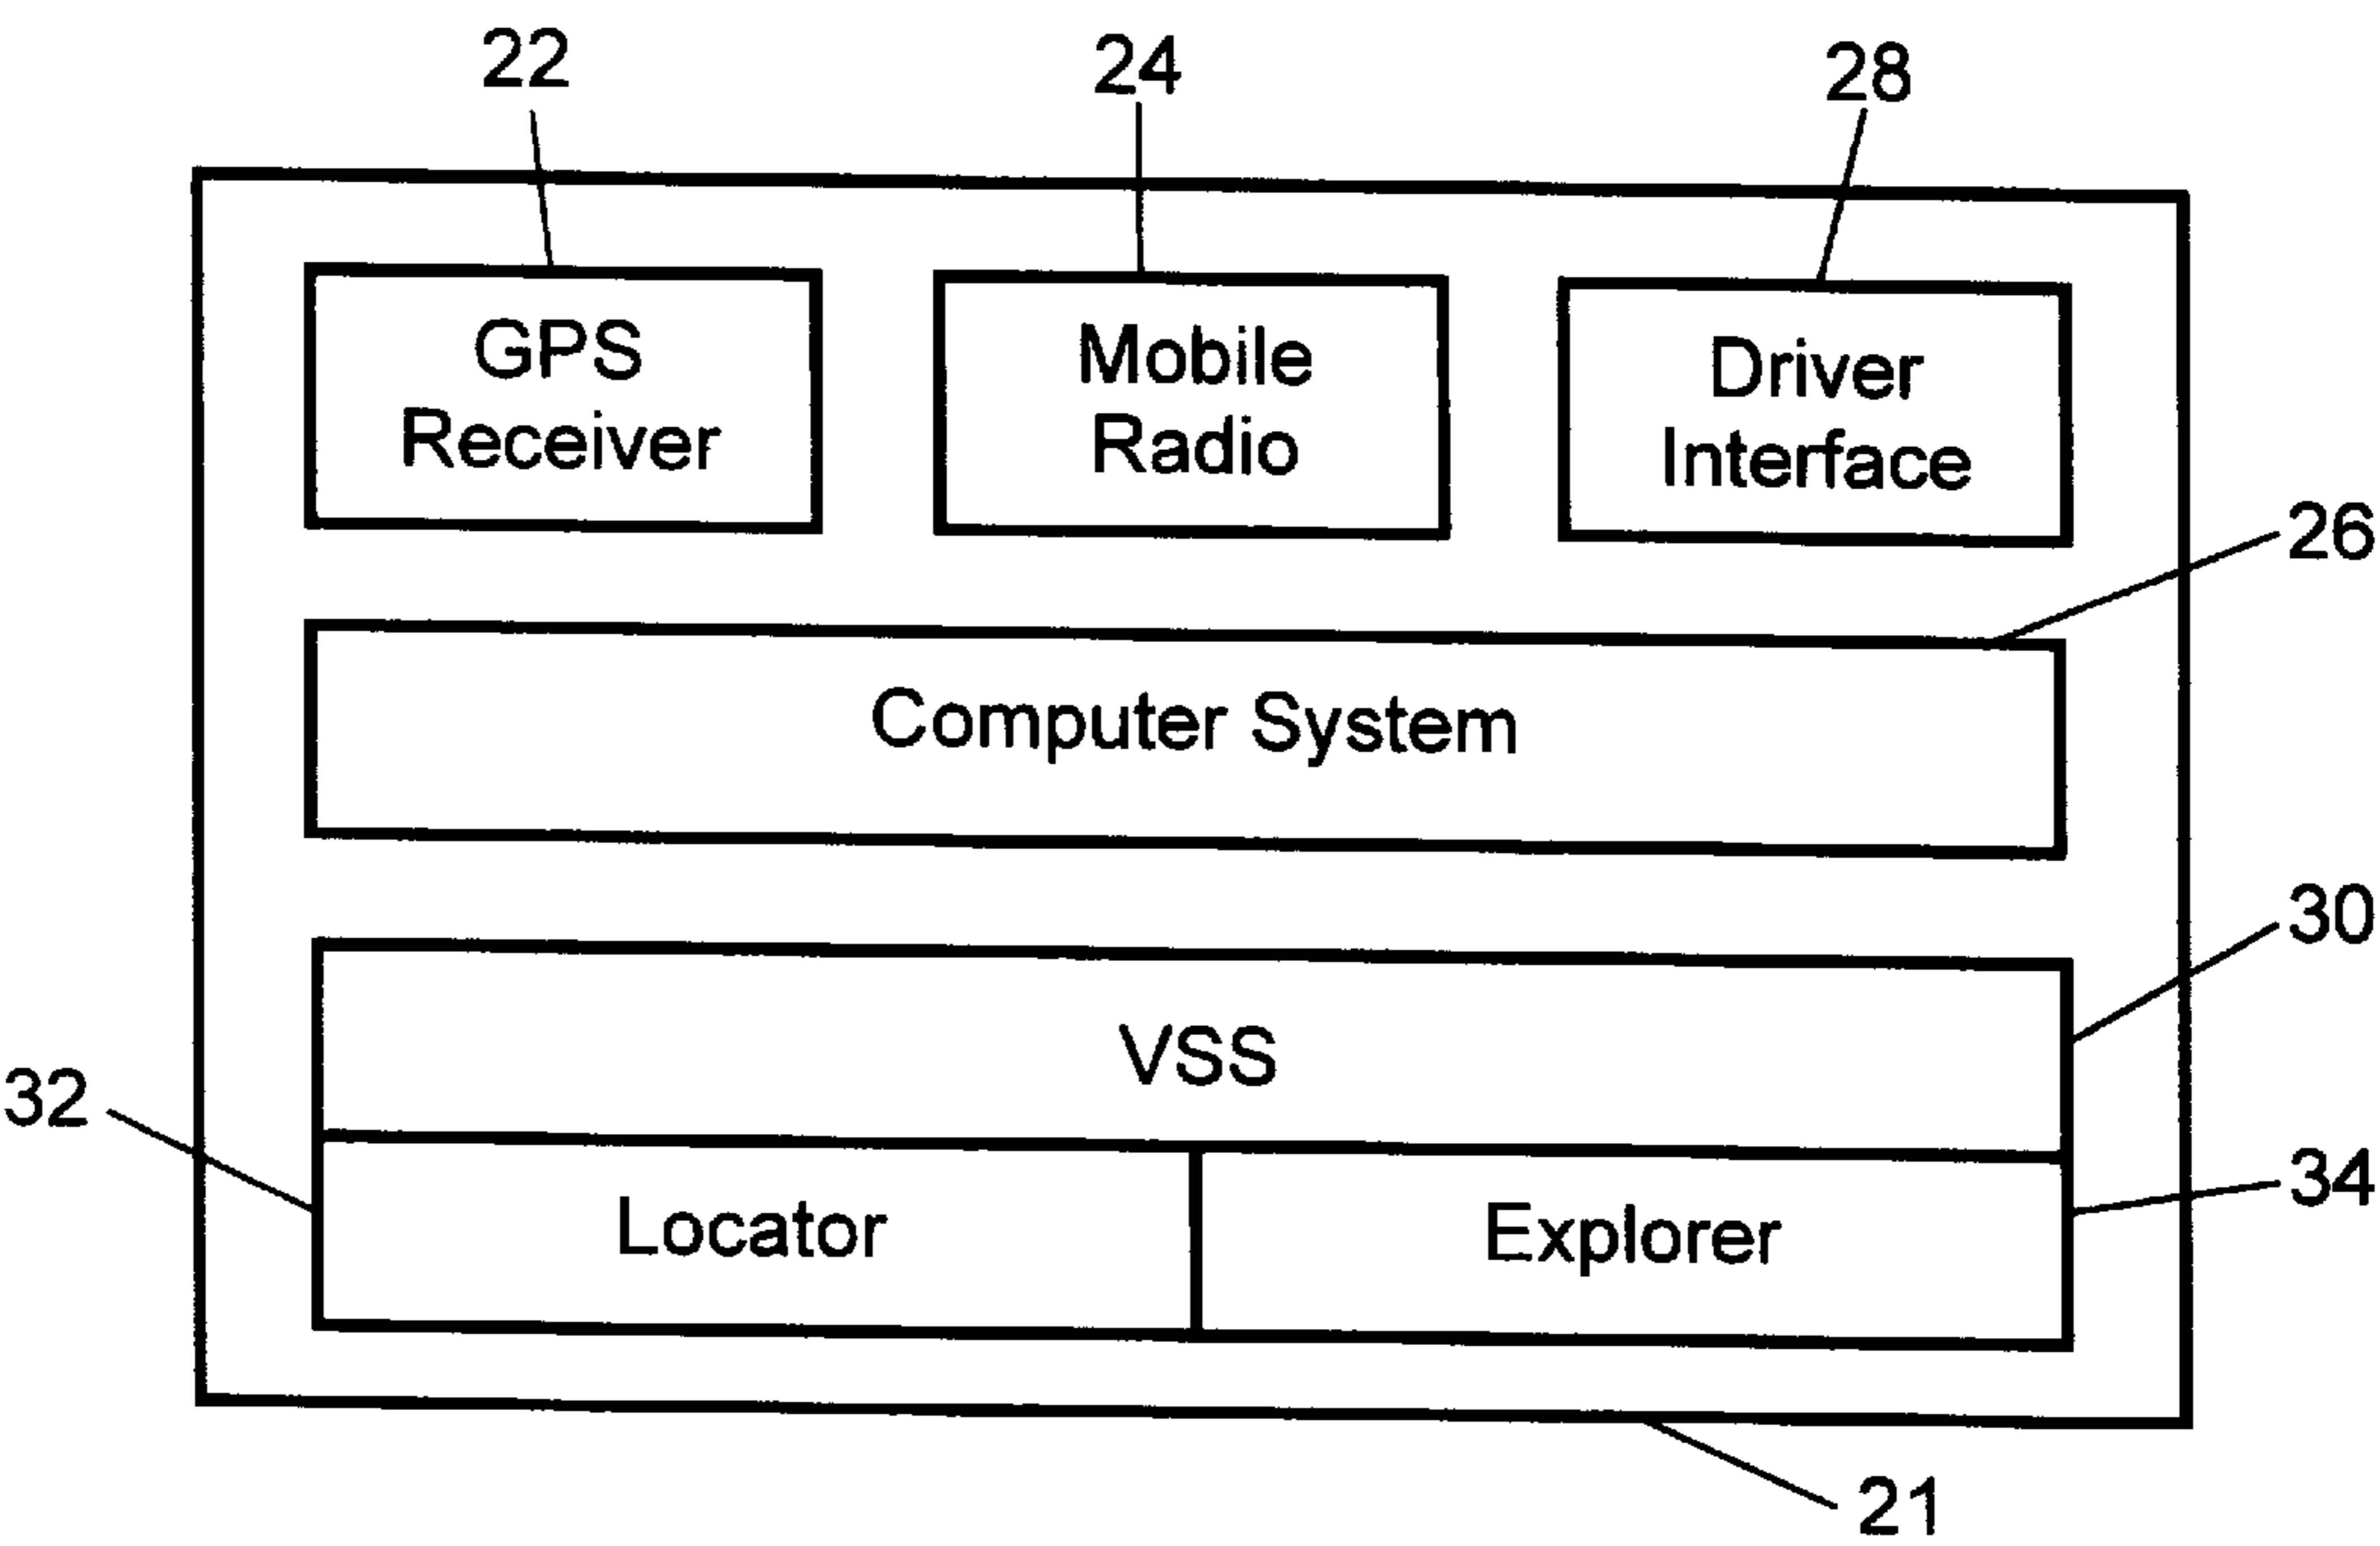 22
24
28
GPS
Receiver
Mobile
Radio
Driver
Interface
26
Computer System
30
VSS
32
34
Locator
Explorer
21